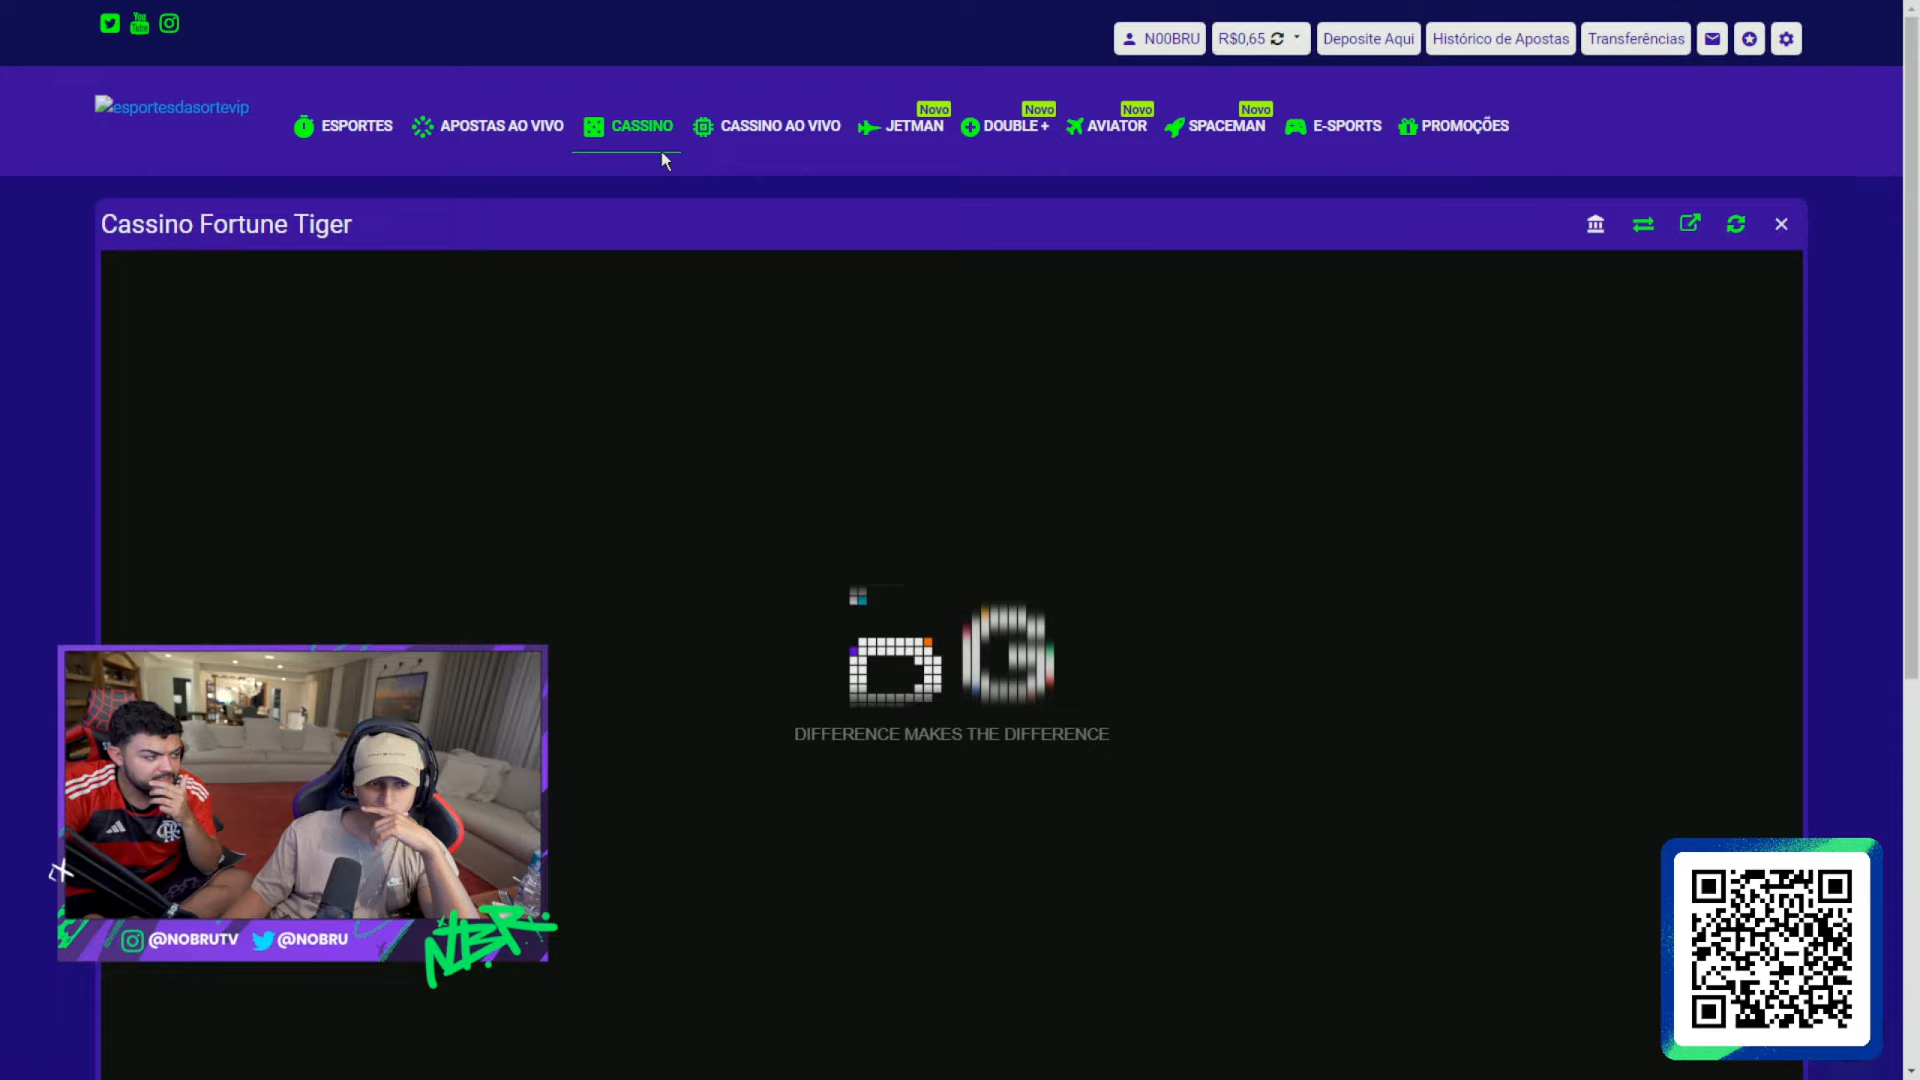 N00BRU
R$0,65
Deposite Aqui
Histórico de Apostas
Transferências
esportesdasortevip
ESPORTES
APOSTAS AO VIVO
CASSINO
CASSINO AO VIVO
Novo
JETMAN
Novo
DOUBLE +
Novo
AVIATOR
Novo
SPACEMAN
E-SPORTS
PROMOÇÕES
Cassino Fortune Tiger
DIFFERENCE MAKES THE DIFFERENCE
@NOBRUTV
@NOBRU
NBR